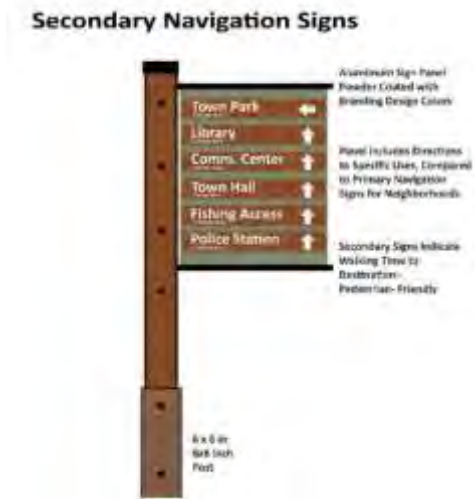 Secondary Navigation Signs
Town Park
Library
Comm. Center
Town Hall
Fishing Access
Police Station
Aluminum Sign Panel
Powder Coated with
Branding Design Colors
Panel Includes Directions
to Specific Uses, Compared
to Primary Navigation
Signs for Neighborhoods
Secondary Signs Indicate
Walking Time to
Destination-
Pedestrian- Friendly
6 x 6 in
Inch
Post